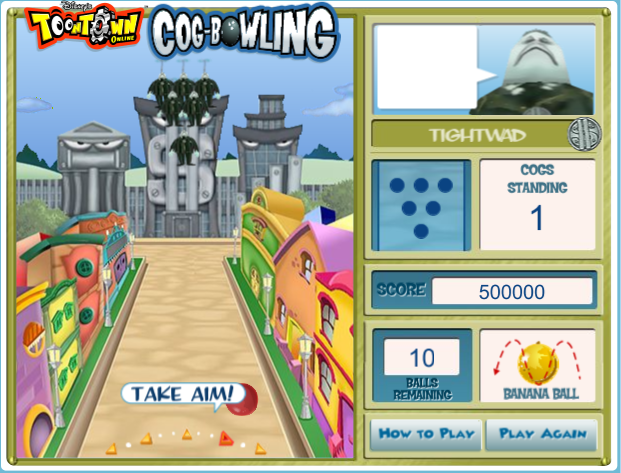 Disney's
TOONTOWN
ONLINE
COG-BOWLING
TIGHTWAD
COGS
STANDING
1
SCORE 500000
10
BALLS
REMAINING
BANANA BALL
TAKE AIM!
HOW TO PLAY
PLAY AGAIN